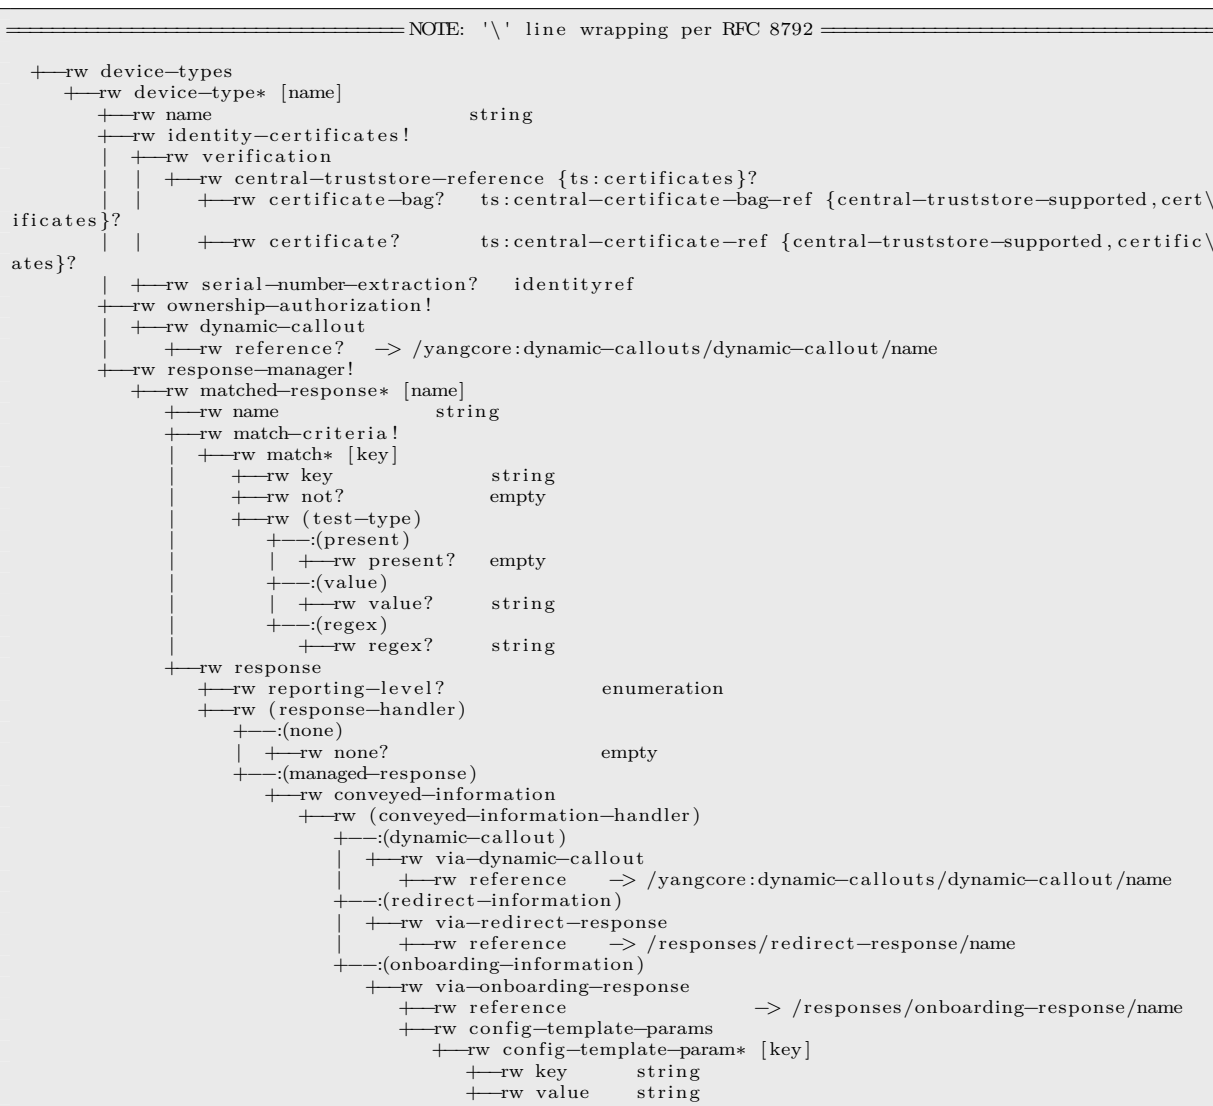 =============== NOTE: '\' line wrapping per RFC 8792 ===============
+--rw device-types
   +--rw device-type* [name]
      +--rw name                          string
      +--rw identity-certificates!
      |  +--rw verification
      |  |  +--rw central-truststore-reference {ts:certificates}?
      |  |     +--rw certificate-bag?   ts:central-certificate-bag-ref {central-truststore-supported,cert\
ificates}?
      |  |     +--rw certificate?       ts:central-certificate-ref {central-truststore-supported,certific\
ates}?
      |  +--rw serial-number-extraction?   identityref
      +--rw ownership-authorization!
      |  +--rw dynamic-callout
      |     +--rw reference?   -> /yangcore:dynamic-callouts/dynamic-callout/name
      +--rw response-manager!
         +--rw matched-response* [name]
            +--rw name              string
            +--rw match-criteria!
            |  +--rw match* [key]
            |     +--rw key              string
            |     +--rw not?             empty
            |     +--rw (test-type)
            |        +--:(present)
            |        |  +--rw present?   empty
            |        +--:(value)
            |        |  +--rw value?     string
            |        +--:(regex)
            |           +--rw regex?     string
            +--rw response
               +--rw reporting-level?              enumeration
               +--rw (response-handler)
                  +--:(none)
                  |  +--rw none?                   empty
                  +--:(managed-response)
                     +--rw conveyed-information
                        +--rw (conveyed-information-handler)
                           +--:(dynamic-callout)
                           |  +--rw via-dynamic-callout
                           |     +--rw reference    -> /yangcore:dynamic-callouts/dynamic-callout/name
                           +--:(redirect-information)
                           |  +--rw via-redirect-response
                           |     +--rw reference    -> /responses/redirect-response/name
                           +--:(onboarding-information)
                              +--rw via-onboarding-response
                                 +--rw reference                 -> /responses/onboarding-response/name
                                 +--rw config-template-params
                                    +--rw config-template-param* [key]
                                       +--rw key      string
                                       +--rw value    string